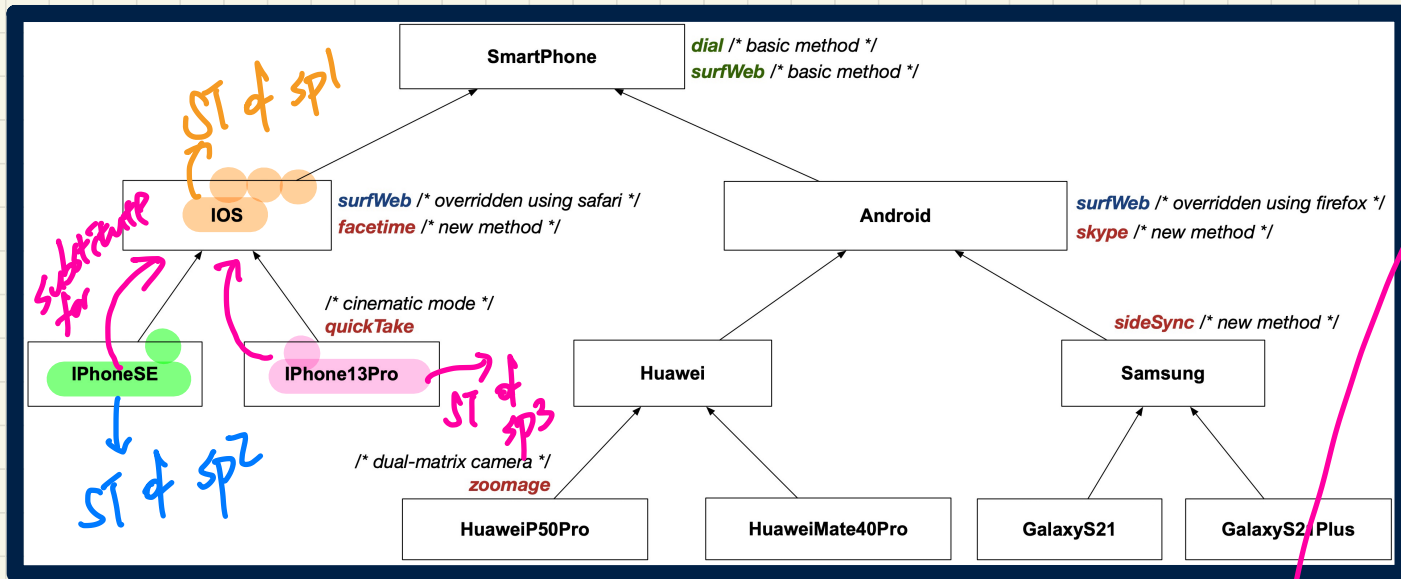 SmartPhone
dial /* basic method */
surfWeb /* basic method */
ST of sp1
IOS
surfWeb /* overridden using safari */
facetime /* new method */
Android
surfWeb /* overridden using firefox */
skype /* new method */
substitute
for
/* cinematic mode */
quickTake
sideSync /* new method */
IPhoneSE
IPhone13Pro
Huawei
Samsung
ST of sp2
ST of
sp3
/* dual-matrix camera */
zoomage
HuaweiP50Pro
HuaweiMate40Pro
GalaxyS21
GalaxyS21Plus